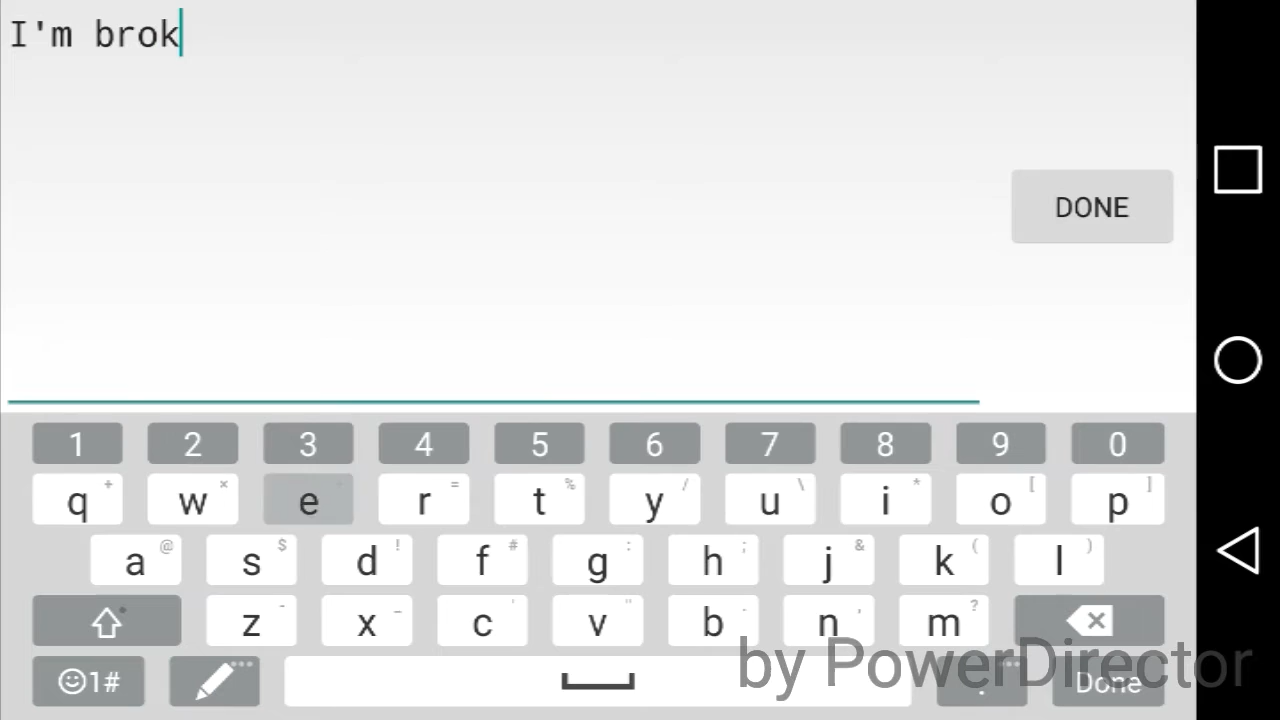 I'm brok
DONE
1 2 3 4 5 6 7 8 9 0
+ × ÷ = % / \ * [ ]
q w e r t y u i o p
@ $ ! # : ; & ( )
a s d f g h j k l
- _ ' " . , ?
z x c v b n m
by PowerDirector
1# . Done